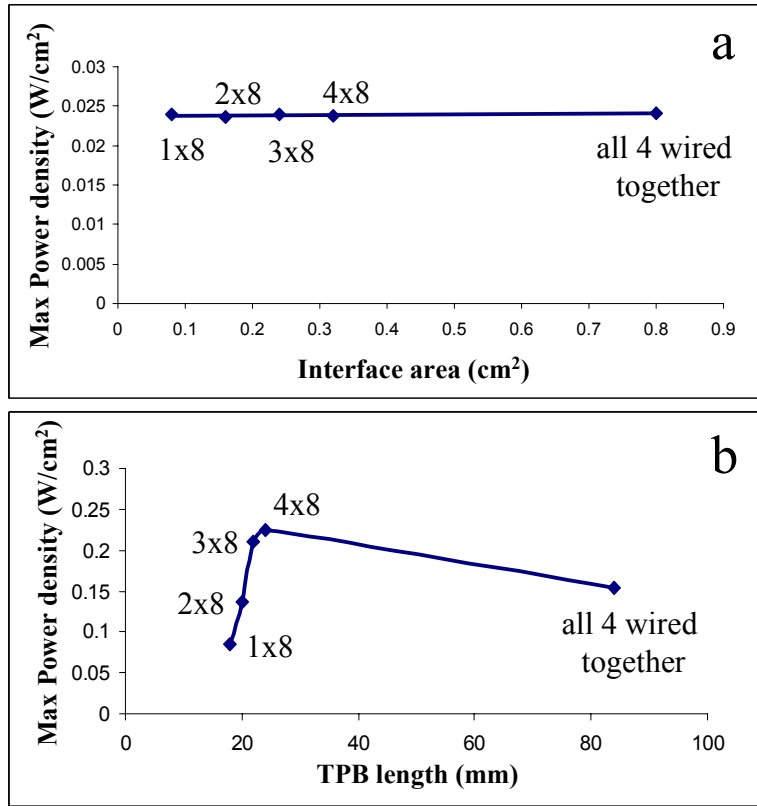 a
Max Power density (W/cm²)
0.03
0.025
0.02
0.015
0.01
0.005
0
2x8
4x8
1x8
3x8
all 4 wired
together
0 0.1 0.2 0.3 0.4 0.5 0.6 0.7 0.8 0.9
Interface area (cm²)
b
Max Power density (W/cm²)
0.3
0.25
0.2
0.15
0.1
0.05
0
4x8
3x8
2x8
1x8
all 4 wired
together
0 20 40 60 80 100
TPB length (mm)